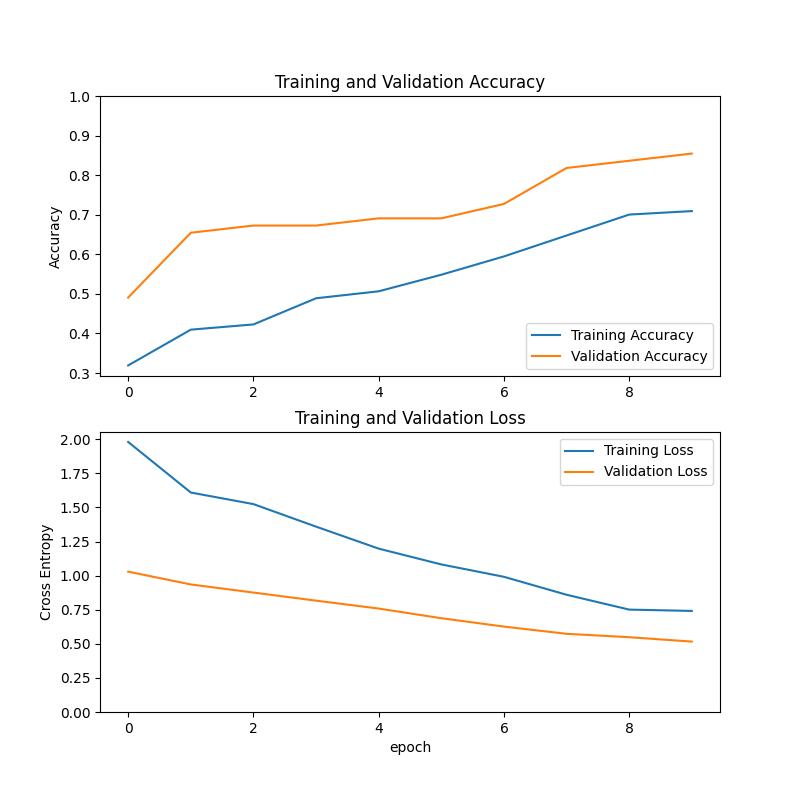 Training and Validation Accuracy
1.0
0.9
0.8
0.7
0.6
0.5
0.4
0.3
Accuracy
Training Accuracy
Validation Accuracy
0 2 4 6 8
Training and Validation Loss
2.00
1.75
1.50
1.25
1.00
0.75
0.50
0.25
0.00
Cross Entropy
Training Loss
Validation Loss
0 2 4 6 8
epoch